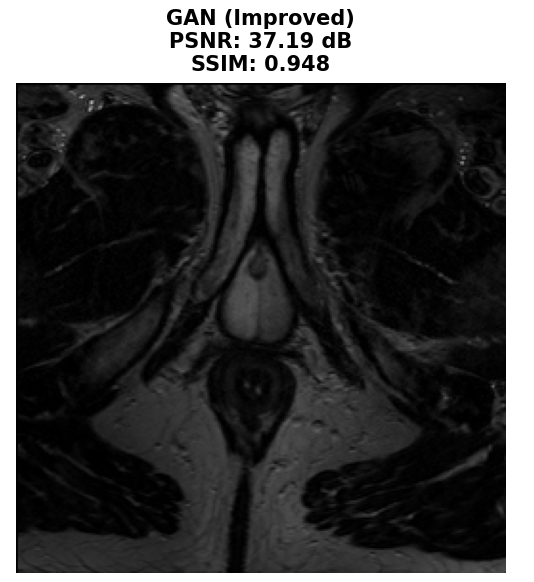 GAN (Improved)
PSNR: 37.19 dB
SSIM: 0.948